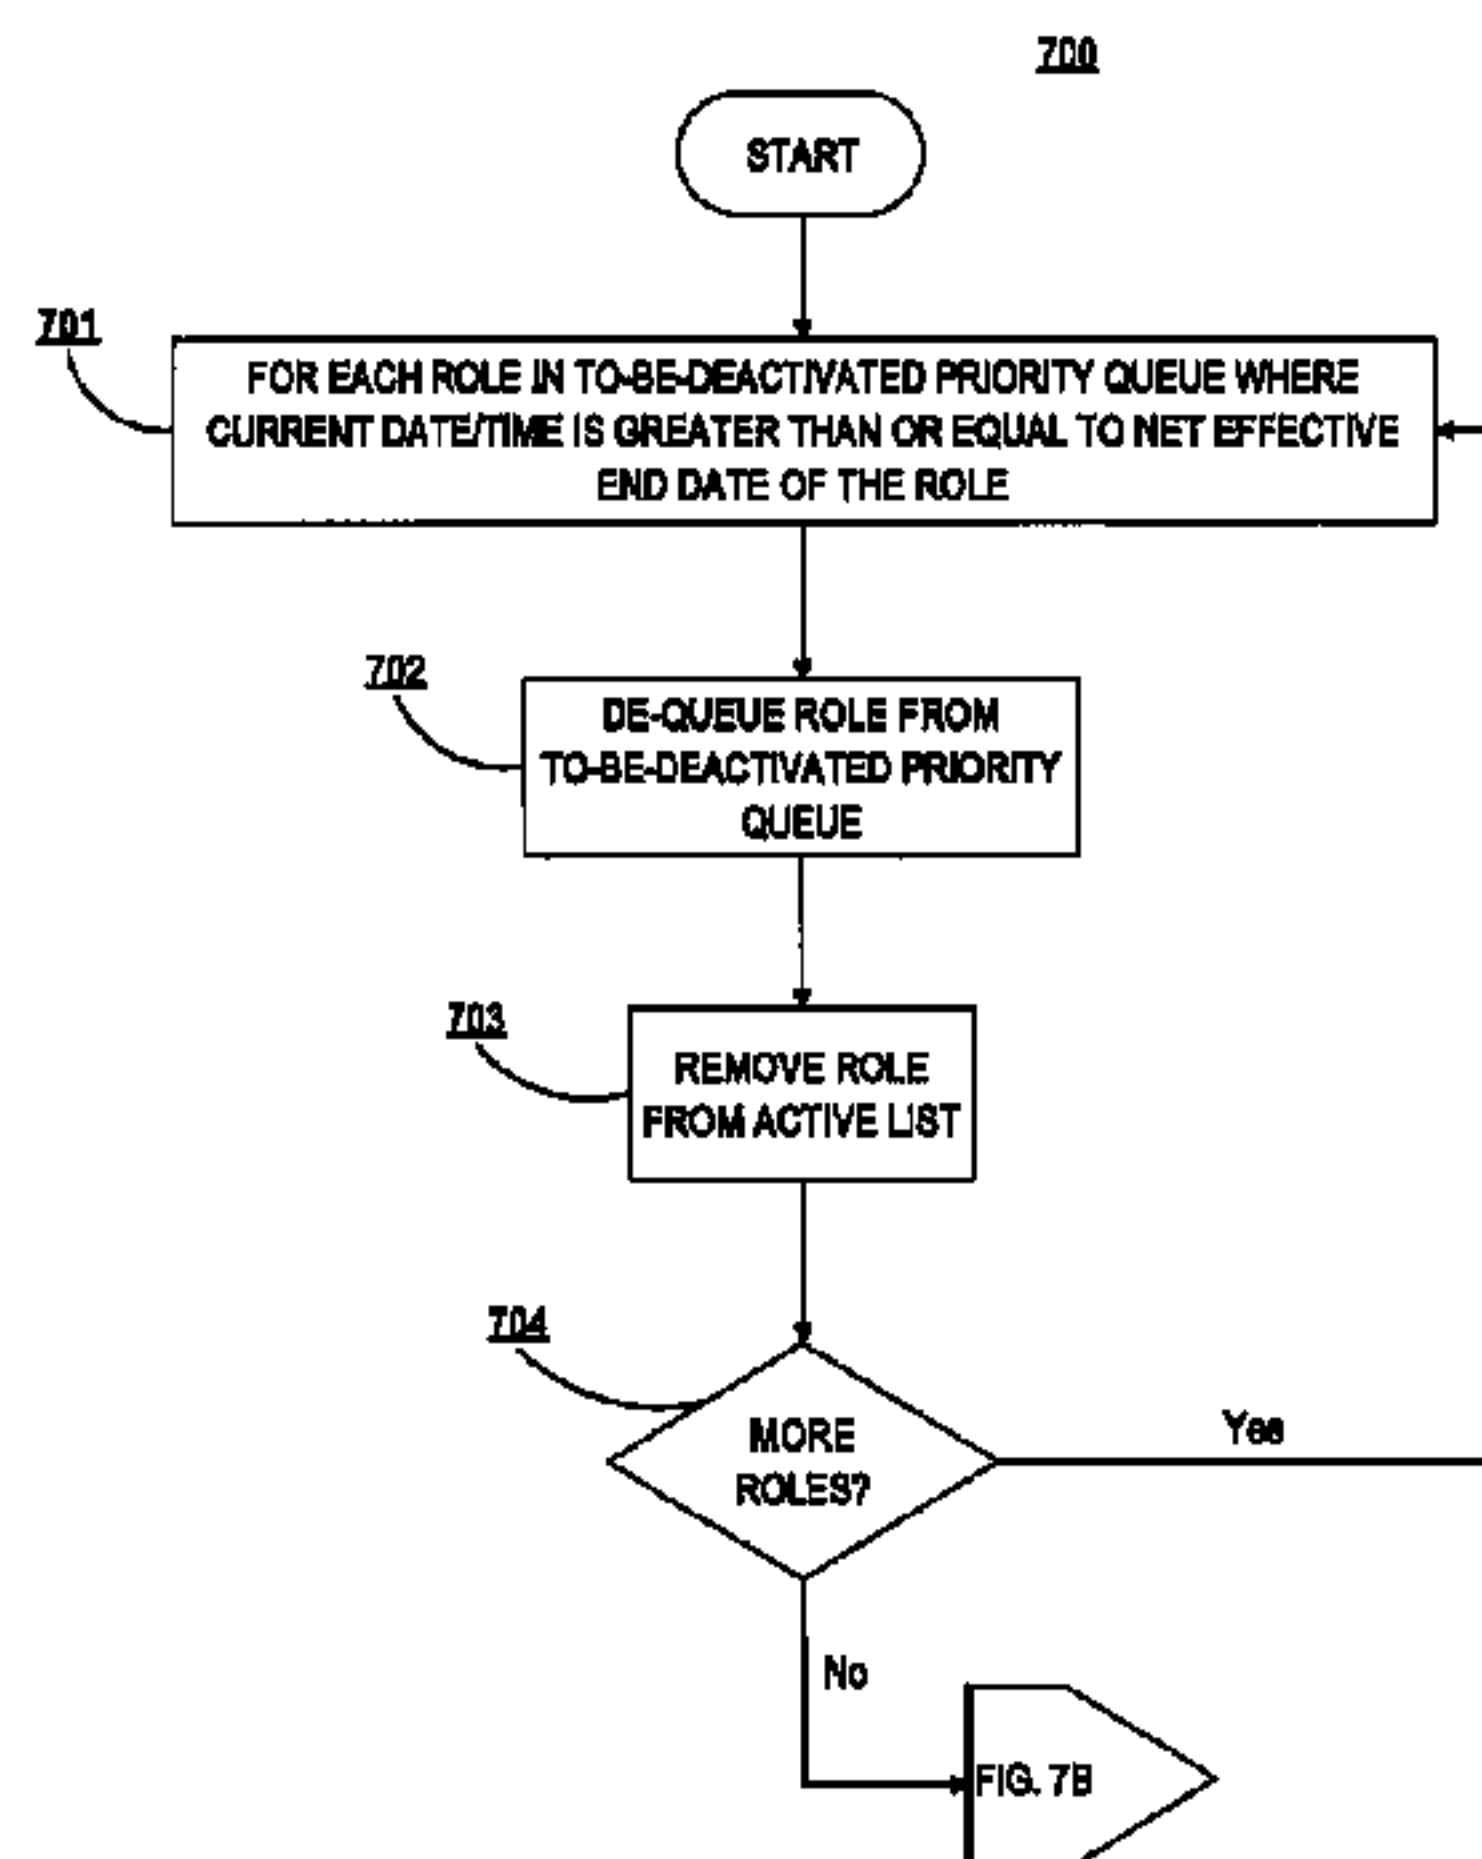 700
START
701
FOR EACH ROLE IN TO-BE-DEACTIVATED PRIORITY QUEUE WHERE
CURRENT DATE/TIME IS GREATER THAN OR EQUAL TO NET EFFECTIVE
END DATE OF THE ROLE
702
DE-QUEUE ROLE FROM
TO-BE-DEACTIVATED PRIORITY
QUEUE
703
REMOVE ROLE
FROM ACTIVE LIST
704
MORE
ROLES?
Yes
No
FIG. 7B